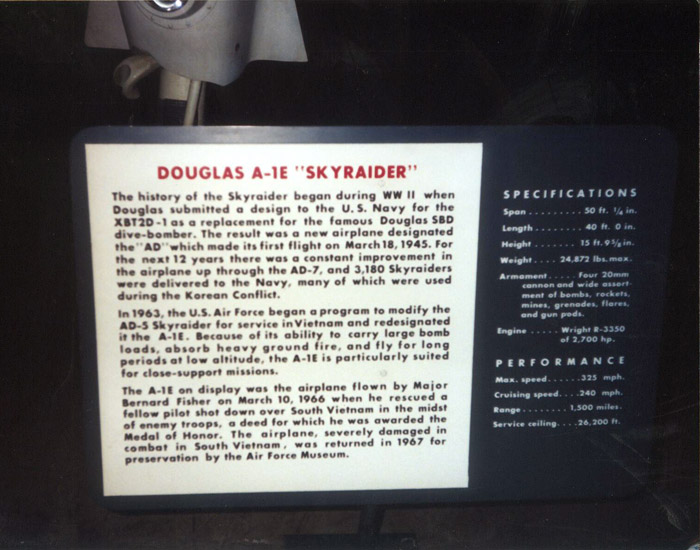 DOUGLAS A-1E "SKYRAIDER"
The history of the Skyraider began during WW II when
Douglas submitted a design to the U.S. Navy for the
XBT2D-1 as a replacement for the famous Douglas SBD
dive-bomber. The result was a new airplane designated
the "AD" which made its first flight on March 18, 1945. For
the next 12 years there was a constant improvement in
the airplane up through the AD-7, and 3,180 Skyraiders
were delivered to the Navy, many of which were used
during the Korean Conflict.
In 1963, the U.S. Air Force began a program to modify the
AD-5 Skyraider for service in Vietnam and redesignated
it the A-1E. Because of its ability to carry large bomb
loads, absorb heavy ground fire, and fly for long
periods at low altitude, the A-1E is particularly suited
for close-support missions.
The A-1E on display was the airplane flown by Major
Bernard Fisher on March 10, 1966 when he rescued a
fellow pilot shot down over South Vietnam in the midst
of enemy troops, a deed for which he was awarded the
Medal of Honor. The airplane, severely damaged in
combat in South Vietnam, was returned in 1967 for
preservation by the Air Force Museum.
SPECIFICATIONS
Span ......... 50 ft. 1/4 in.
Length ......... 40 ft. 0 in.
Height ........ 15 ft. 9 3/8 in.
Weight .... 24,872 lbs. max.
Armament .... Four 20mm
cannon and wide assort-
ment of bombs, rockets,
mines, grenades, flares,
and gun pods.
Engine ..... Wright R-3350
of 2,700 hp.
PERFORMANCE
Max. speed ...... 325 mph.
Cruising speed .... 240 mph.
Range ........ 1,500 miles.
Service ceiling .... 26,200 ft.